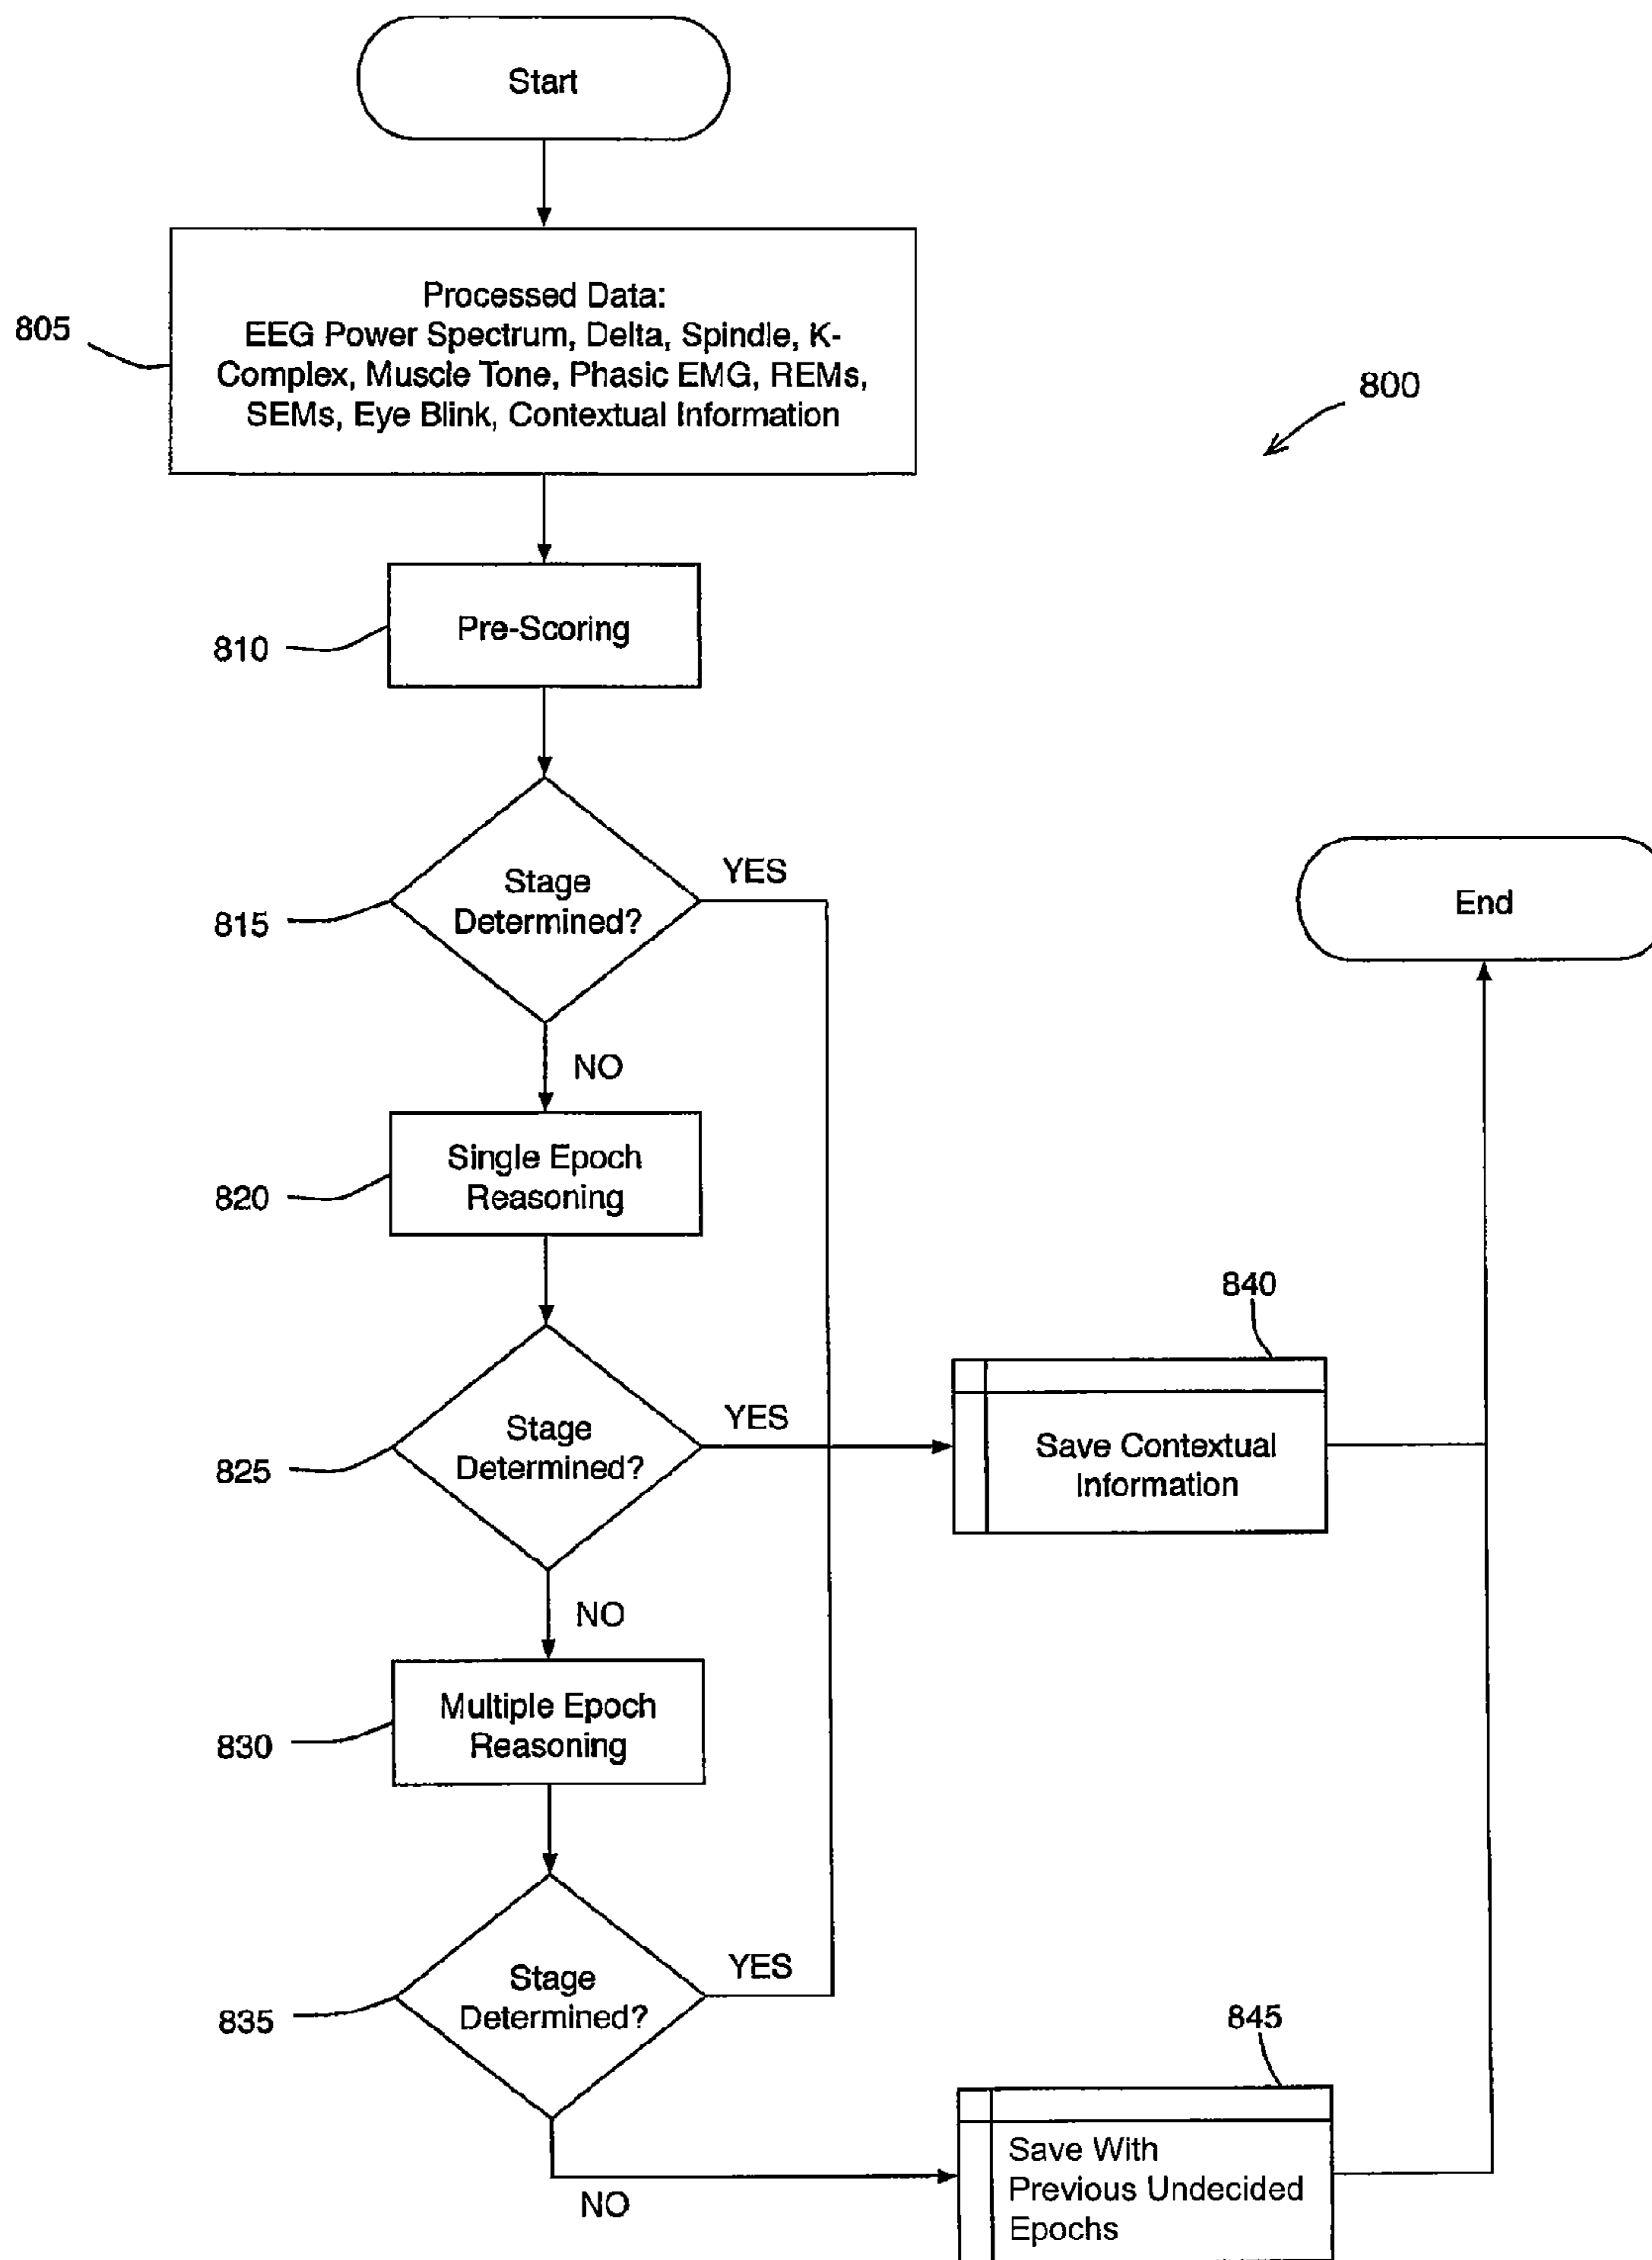 Start
Processed Data:
EEG Power Spectrum, Delta, Spindle, K-
Complex, Muscle Tone, Phasic EMG, REMs,
SEMs, Eye Blink, Contextual Information
805
800
Pre-Scoring
810
Stage
Determined?
YES
815
End
NO
Single Epoch
Reasoning
820
840
Stage
Determined?
YES
825
Save Contextual
Information
NO
Multiple Epoch
Reasoning
830
Stage
Determined?
YES
835
845
Save With
Previous Undecided
Epochs
NO